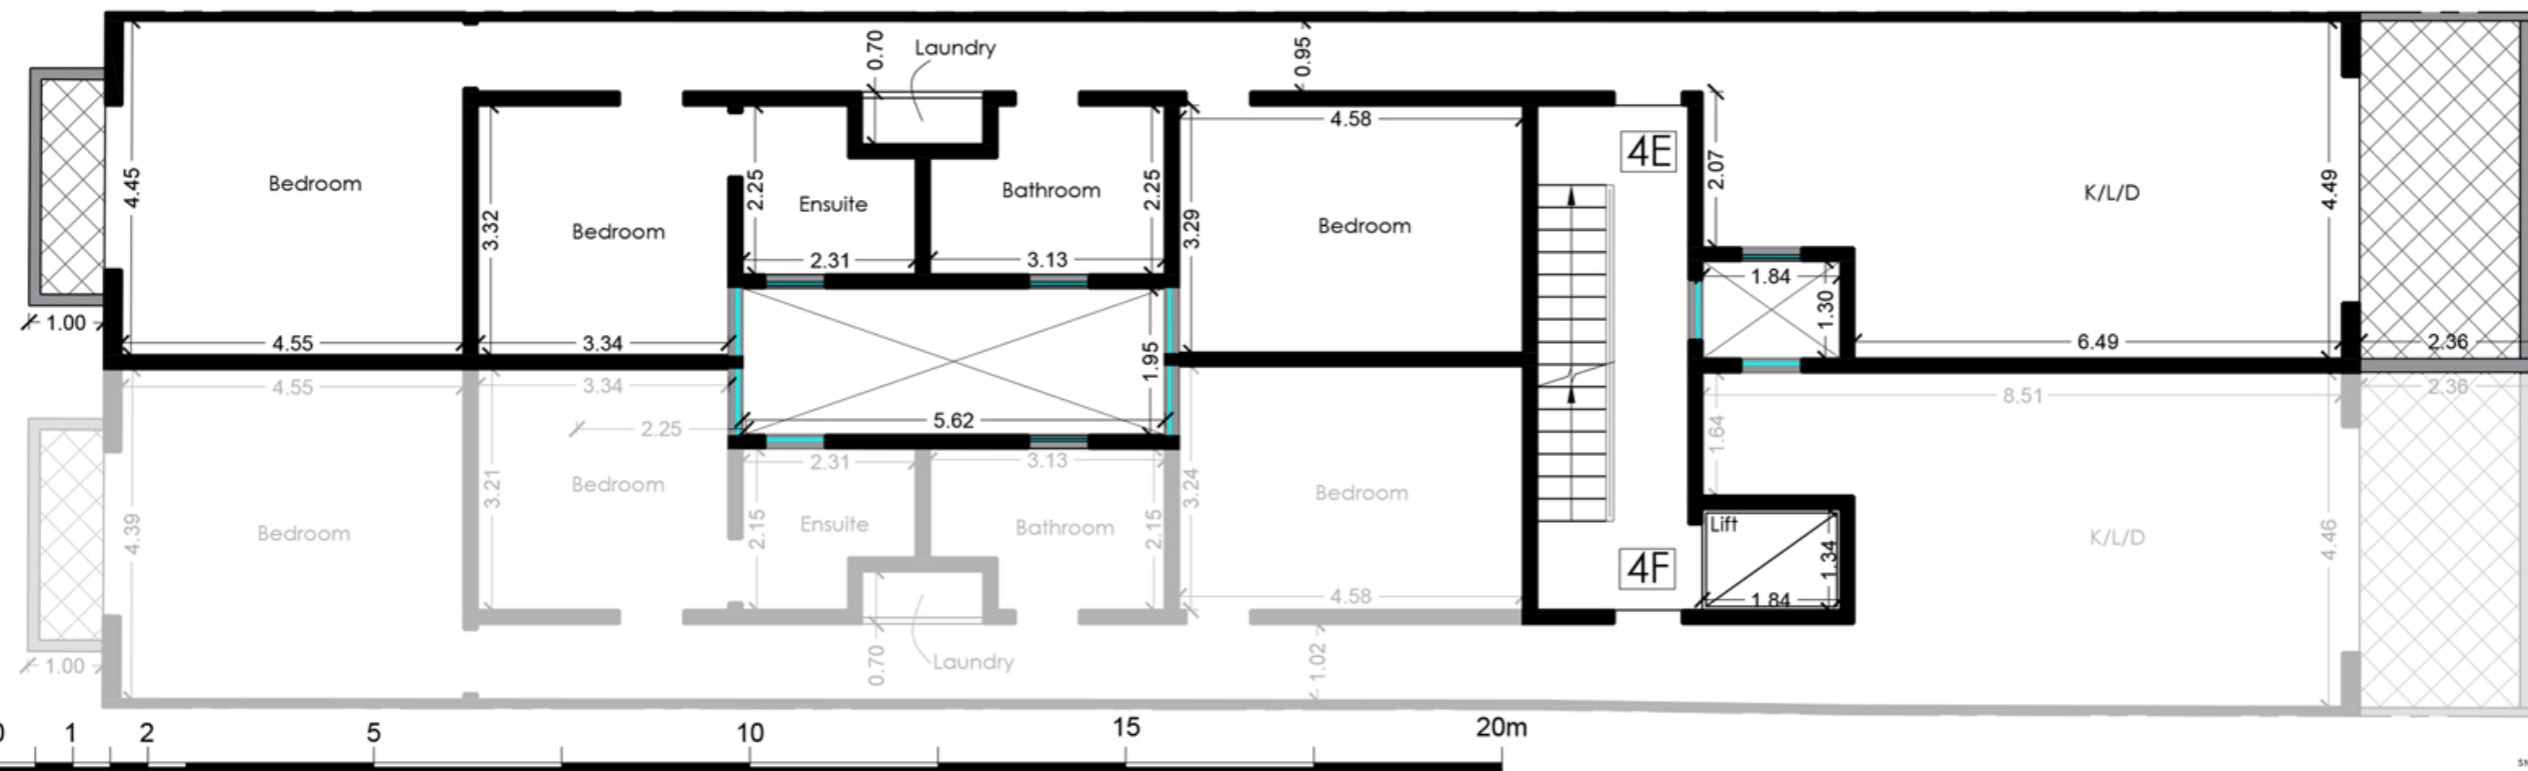 0.70
Laundry
0.95
4.45
Bedroom
3.32
Bedroom
2.25
Ensuite
2.31
Bathroom
2.25
3.13
3.29
4.58
Bedroom
4E
2.07
K/L/D
4.49
1.84
1.30
6.49
2.36
1.00
4.55
3.34
1.95
5.62
4.55
3.34
2.25
2.36
8.51
1.64
4.39
Bedroom
3.21
Bedroom
2.31
2.15
Ensuite
3.13
Bathroom
2.15
3.24
Bedroom
4.58
4F
Lift
1.34
1.84
K/L/D
4.46
1.00
0.70
Laundry
1.02
0 1 2 5 10 15 20m